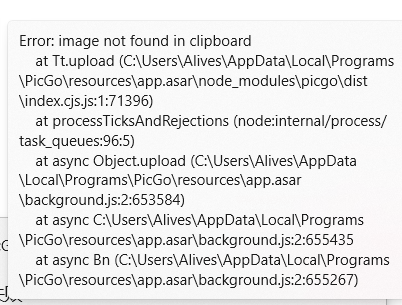 Error: image not found in clipboard
at Tt.upload (C:\Users\Alives\AppData\Local\Programs
\PicGo\resources\app.asar\node_modules\picgo\dist
\index.cjs.js:1:71396)
at processTicksAndRejections (node:internal/process/
task_queues:96:5)
at async Object.upload (C:\Users\Alives\AppData
\Local\Programs\PicGo\resources\app.asar
\background.js:2:653584)
at async C:\Users\Alives\AppData\Local\Programs
\PicGo\resources\app.asar\background.js:2:655435
at async Bn (C:\Users\Alives\AppData\Local\Programs
\PicGo\resources\app.asar\background.js:2:655267)